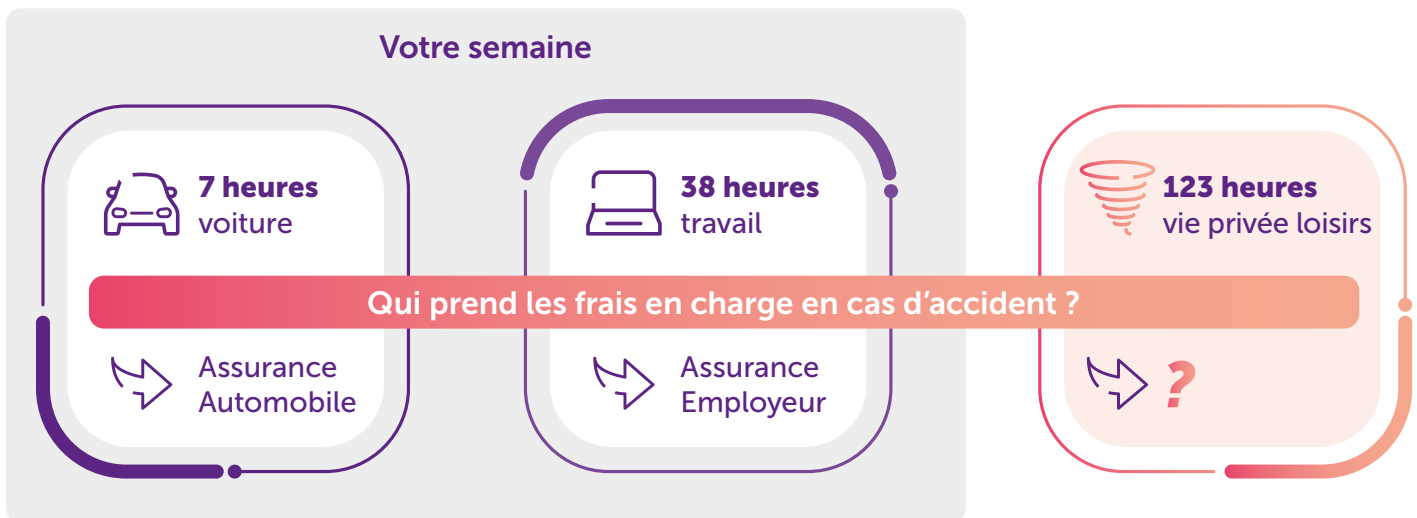 Votre semaine
7 heures
voiture
38 heures
travail
123 heures
vie privée loisirs
Qui prend les frais en charge en cas d’accident ?
Assurance
Automobile
Assurance
Employeur
?